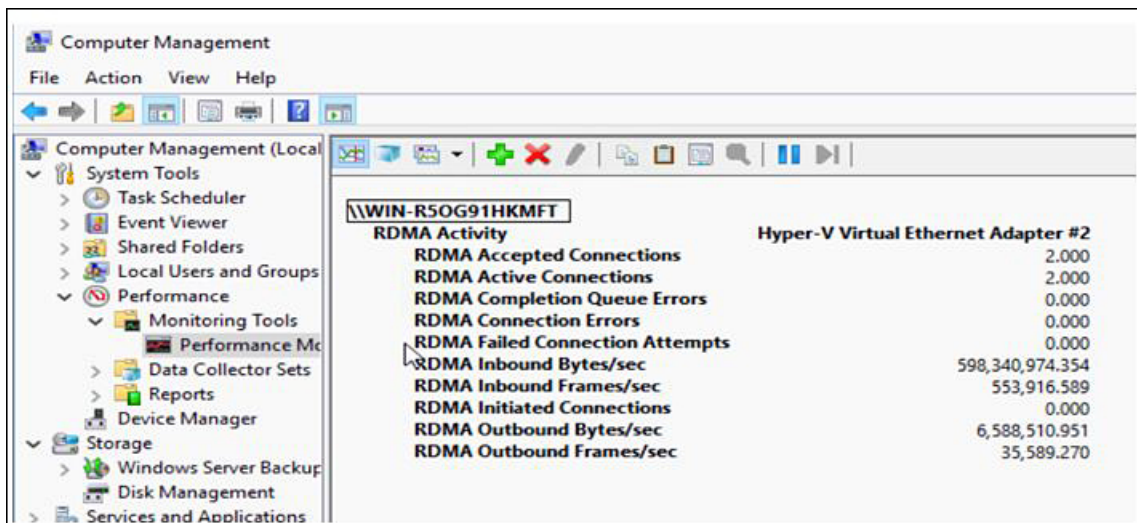 Computer Management
File Action View Help
Computer Management (Local
System Tools
Task Scheduler
Event Viewer
Shared Folders
Local Users and Groups
Performance
Monitoring Tools
Performance Mc
Data Collector Sets
Reports
Device Manager
Storage
Windows Server Backup
Disk Management
Services and Applications
\\WIN-R5OG91HKMFT
RDMA Activity Hyper-V Virtual Ethernet Adapter #2
RDMA Accepted Connections 2.000
RDMA Active Connections 2.000
RDMA Completion Queue Errors 0.000
RDMA Connection Errors 0.000
RDMA Failed Connection Attempts 0.000
RDMA Inbound Bytes/sec 598,340,974.354
RDMA Inbound Frames/sec 553,916.589
RDMA Initiated Connections 0.000
RDMA Outbound Bytes/sec 6,588,510.951
RDMA Outbound Frames/sec 35,589.270